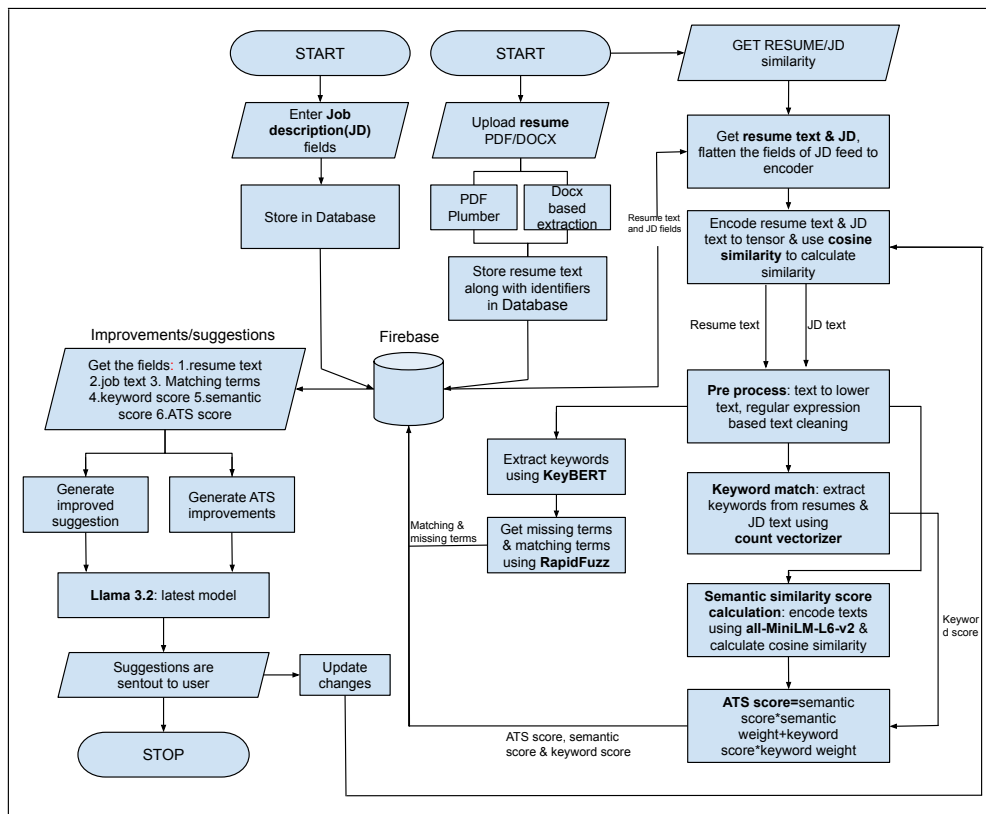 START
START
GET RESUME/JD
similarity
Enter Job
description(JD)
fields
Upload resume
PDF/DOCX
Get resume text & JD,
flatten the fields of JD feed to
encoder
Store in Database
PDF
Plumber
Docx
based
extraction
Resume text
and JD fields
Encode resume text & JD
text to tensor & use cosine
similarity to calculate
similarity
Store resume text
along with identifiers
in Database
Resume text
JD text
Improvements/suggestions
Firebase
Get the fields: 1.resume text
2.job text 3. Matching terms
4.keyword score 5.semantic
score 6.ATS score
Pre process: text to lower
text, regular expression
based text cleaning
Extract keywords
using KeyBERT
Generate
improved
suggestion
Generate ATS
improvements
Keyword match: extract
keywords from resumes
& JD text using
count vectorizer
Matching &
missing terms
Get missing terms
& matching terms
using RapidFuzz
Llama 3.2: latest model
Semantic similarity score
calculation: encode texts
using all-MiniLM-L6-v2 &
calculate cosine similarity
Keywor
d score
Suggestions are
sentout to user
Update
changes
ATS score=semantic
score*semantic
weight+keyword
score*keyword weight
ATS score, semantic
score & keyword score
STOP